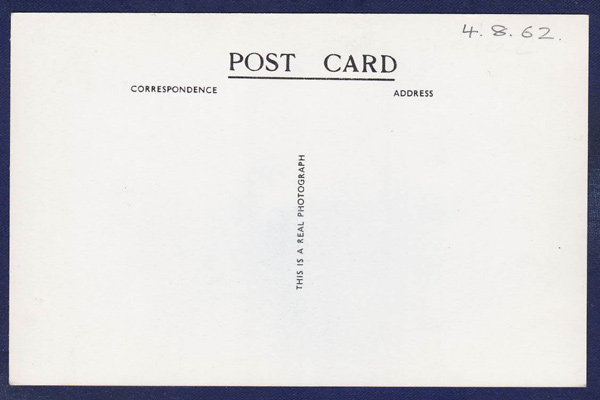 4.8.62.
POST CARD
CORRESPONDENCE
ADDRESS
THIS IS A REAL PHOTOGRAPH